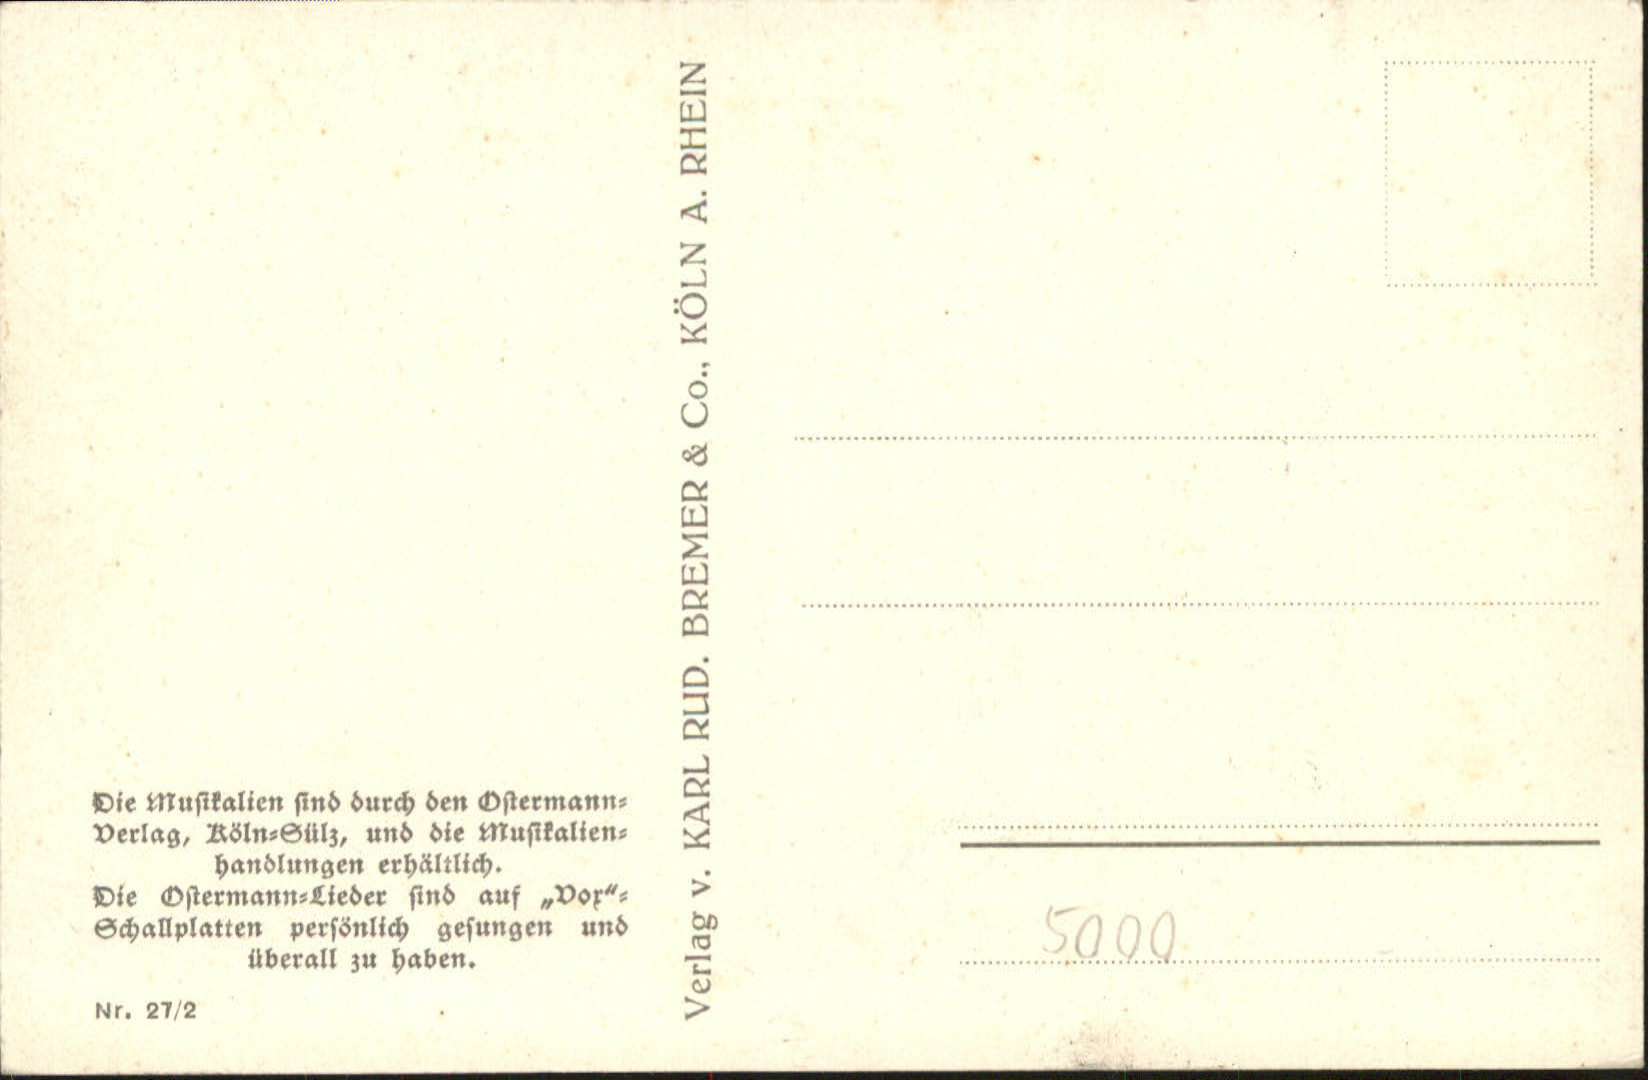 Die Musikalien sind durch den Ostermann-
Verlag, Köln-Sülz, und die Musikalien-
handlungen erhältlich.
Die Ostermann-Lieder sind auf „Vox“-
Schallplatten persönlich gesungen und
überall zu haben.
Nr. 27/2
Verlag v. KARL RUD. BREMER & Co., KÖLN A. RHEIN
5000